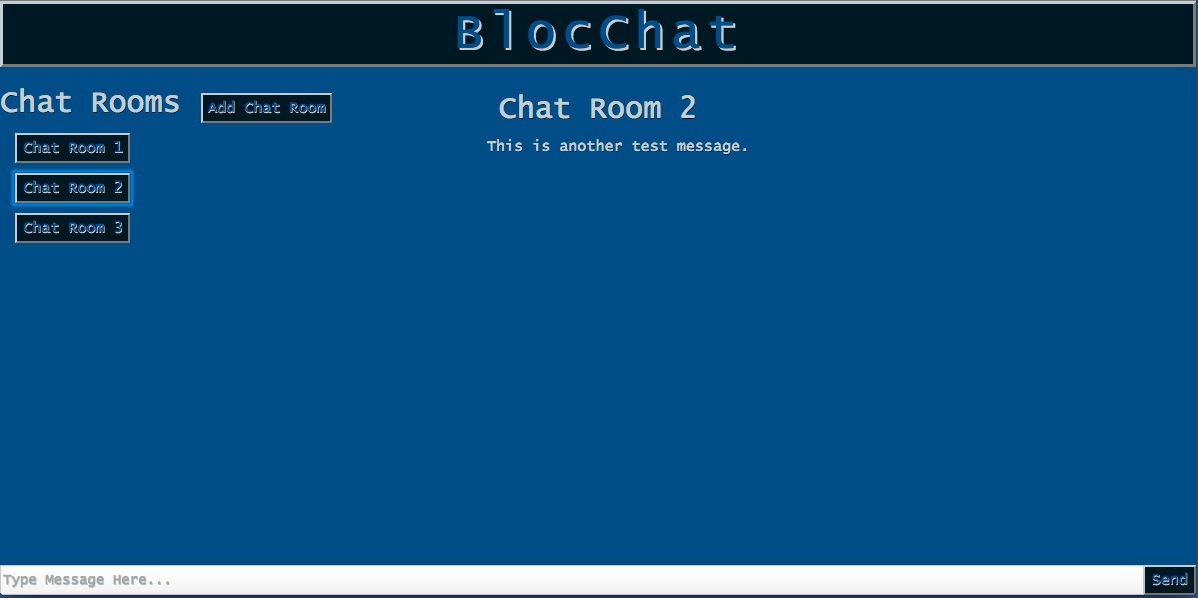 BlocChat
Chat Rooms
Add Chat Room
Chat Room 1
Chat Room 2
Chat Room 3
Chat Room 2
This is another test message.
Type Message Here...
Send